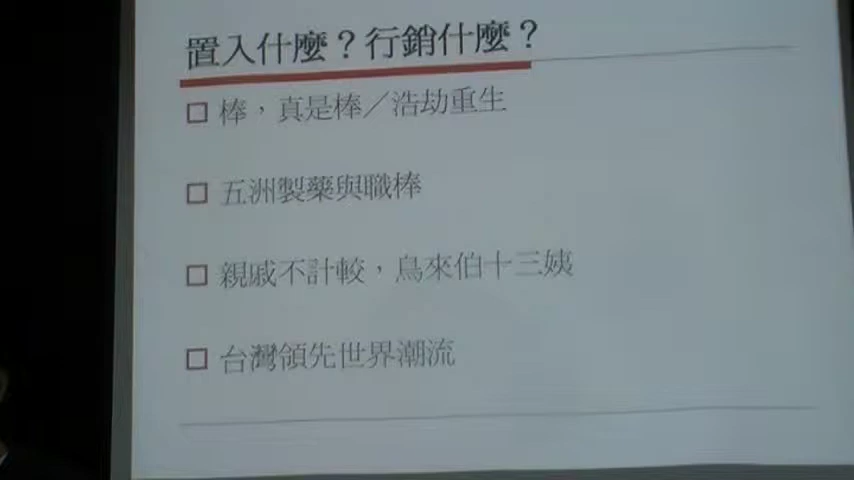 置入什麼？行銷什麼？
棒，真是棒／浩劫重生
五洲製藥與職棒
親戚不計較，鳥來伯十三姨
台灣領先世界潮流